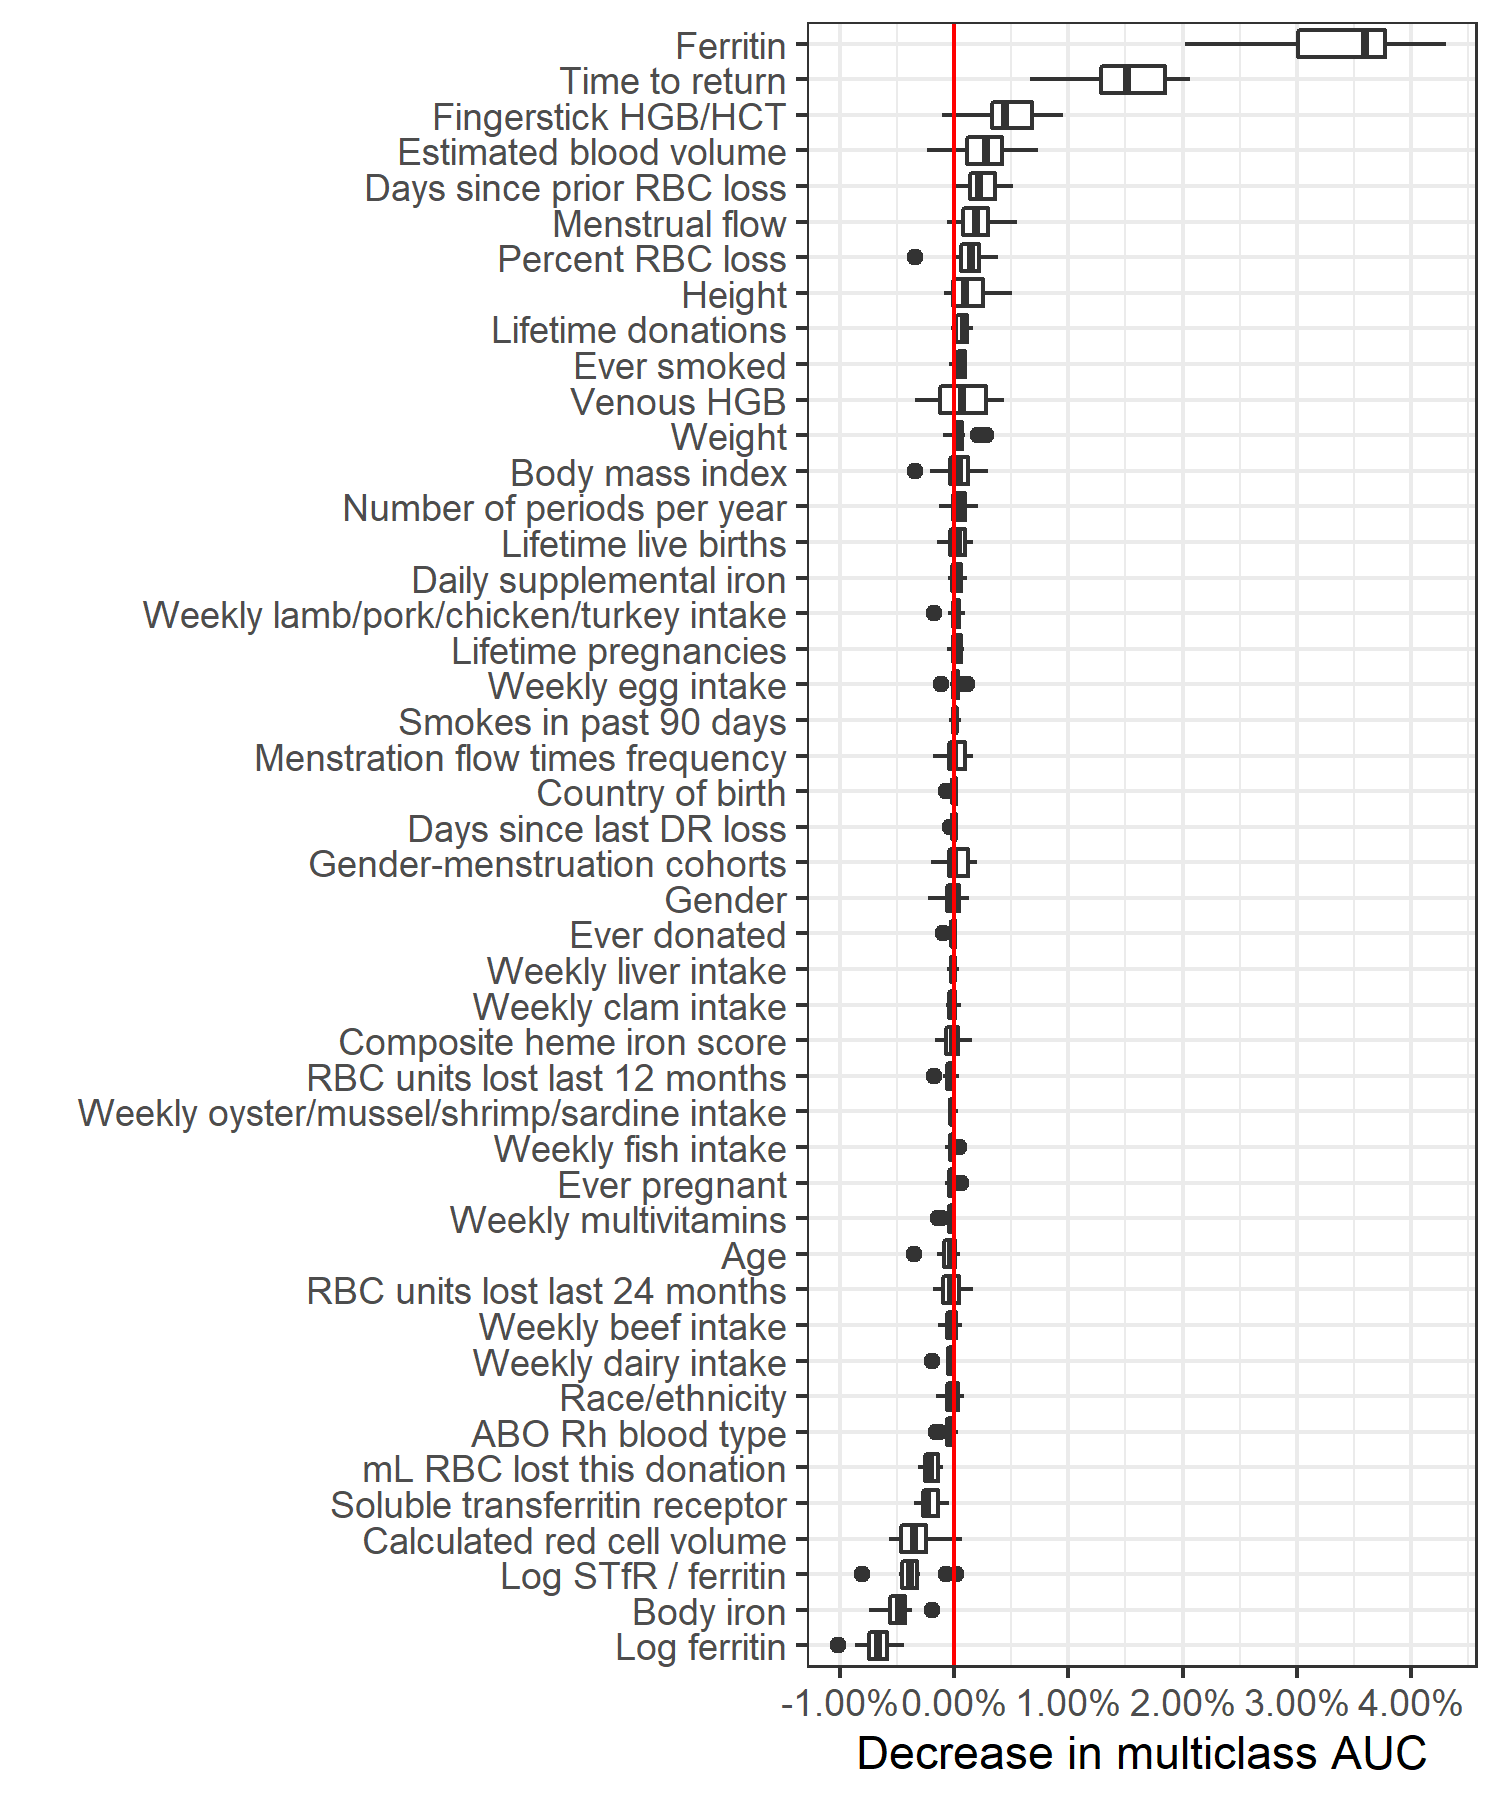 Ferritin
Time to return
Fingerstick HGB/HCT
Estimated blood volume
Days since prior RBC loss
Menstrual flow
Percent RBC loss
Height
Lifetime donations
Ever smoked
Venous HGB
Weight
Body mass index
Number of periods per year
Lifetime live births
Daily supplemental iron
Weekly lamb/pork/chicken/turkey intake
Lifetime pregnancies
Weekly egg intake
Smokes in past 90 days
Menstration flow times frequency
Country of birth
Days since last DR loss
Gender-menstruation cohorts
Gender
Ever donated
Weekly liver intake
Weekly clam intake
Composite heme iron score
RBC units lost last 12 months
Weekly oyster/mussel/shrimp/sardine intake
Weekly fish intake
Ever pregnant
Weekly multivitamins
Age
RBC units lost last 24 months
Weekly beef intake
Weekly dairy intake
Race/ethnicity
ABO Rh blood type
mL RBC lost this donation
Soluble transferritin receptor
Calculated red cell volume
Log STfR / ferritin
Body iron
Log ferritin
-1.00% 0.00% 1.00% 2.00% 3.00% 4.00%
Decrease in multiclass AUC